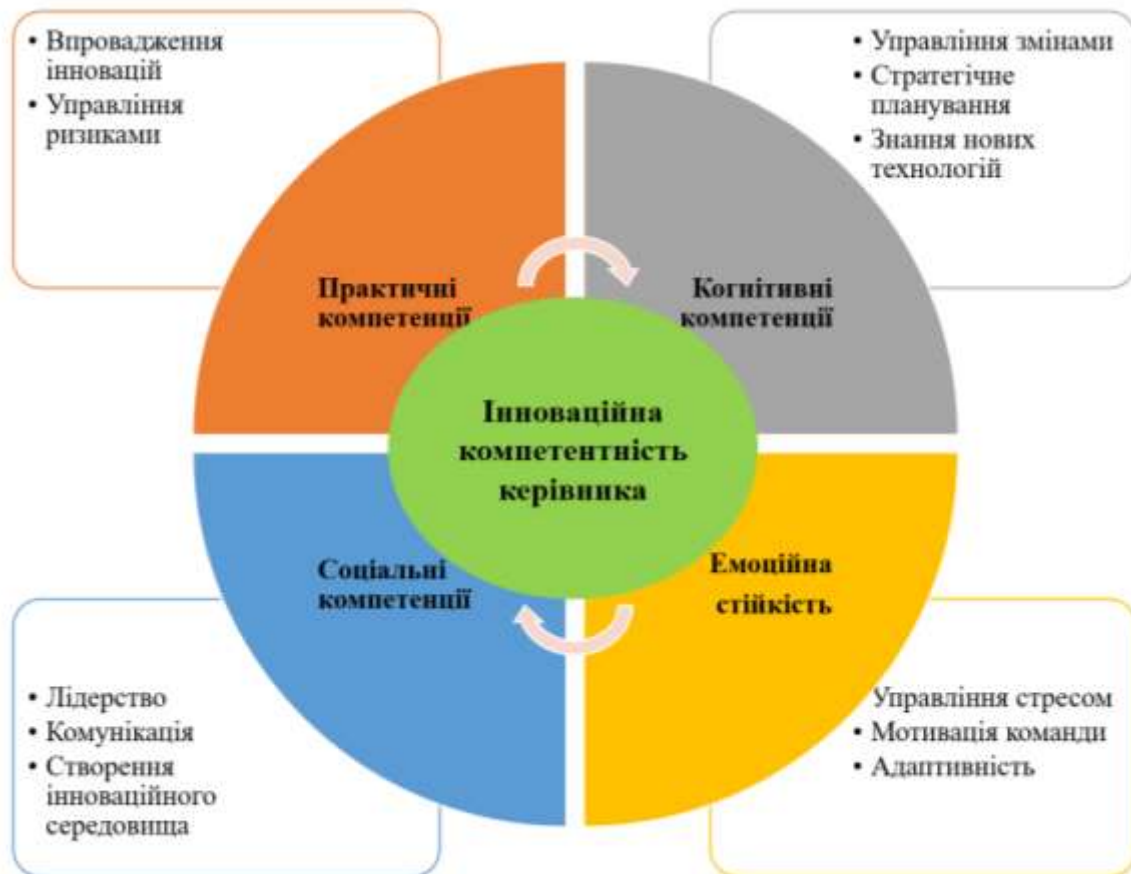 • Впровадження
інновацій
• Управління
ризиками
• Управління змінами
• Стратегічне
планування
• Знання нових
технологій
Практичні
компетенції
Когнітивні
компетенції
Інноваційна
компетентність
керівника
Соціальні
компетенції
Емоційна
стійкість
• Лідерство
• Комунікація
• Створення
інноваційного
середовища
Управління стресом
• Мотивація команди
• Адаптивність